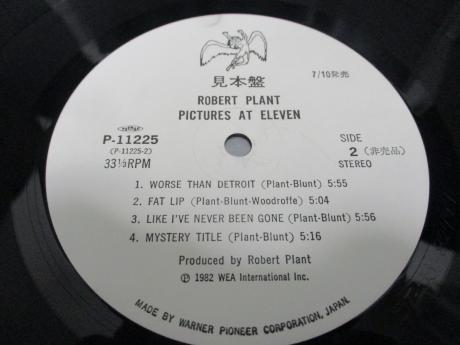 見本盤
7/10発売
ROBERT PLANT
PICTURES AT ELEVEN
P-11225
(P-11225-2)
33⅓RPM
SIDE
2 (非売品)
STEREO
1. WORSE THAN DETROIT (Plant-Blunt) 5:55
2. FAT LIP (Plant-Blunt-Woodroffe) 5:04
3. LIKE I'VE NEVER BEEN GONE (Plant-Blunt) 5:56
4. MYSTERY TITLE (Plant-Blunt) 5:16
Produced by Robert Plant
Ⓟ 1982 WEA International Inc.
MADE BY WARNER PIONEER CORPORATION, JAPAN.